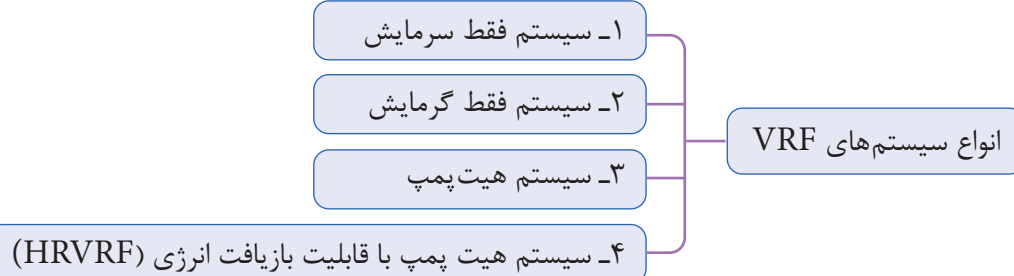 انواع سیستم‌های VRF
۱ـ سیستم فقط سرمایش
۲ـ سیستم فقط گرمایش
۳ـ سیستم هیت‌پمپ
۴ـ سیستم هیت پمپ با قابلیت بازیافت انرژی (HRVRF)